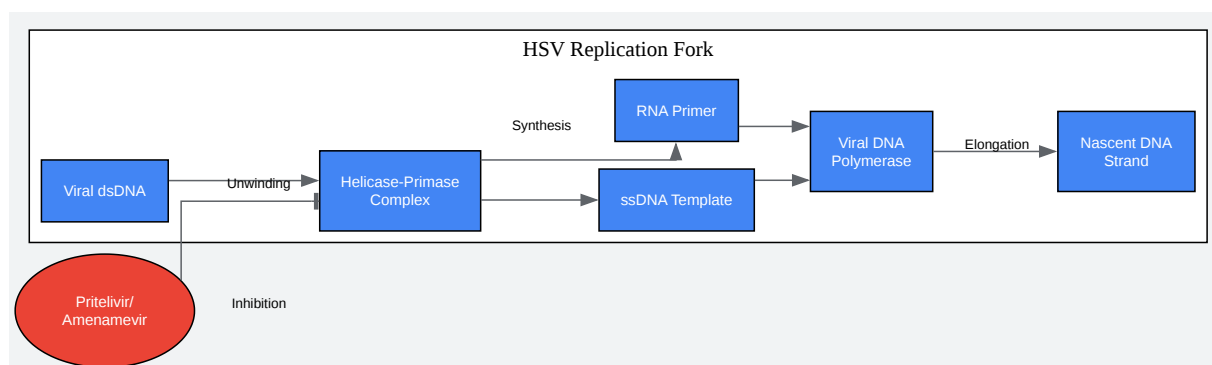 HSV Replication Fork
RNA Primer
Synthesis
Viral DNA
Polymerase
Elongation
Nascent DNA
Strand
Viral dsDNA
Unwinding
Helicase-Primase
Complex
ssDNA Template
Pritelivir/
Amenamevir
Inhibition